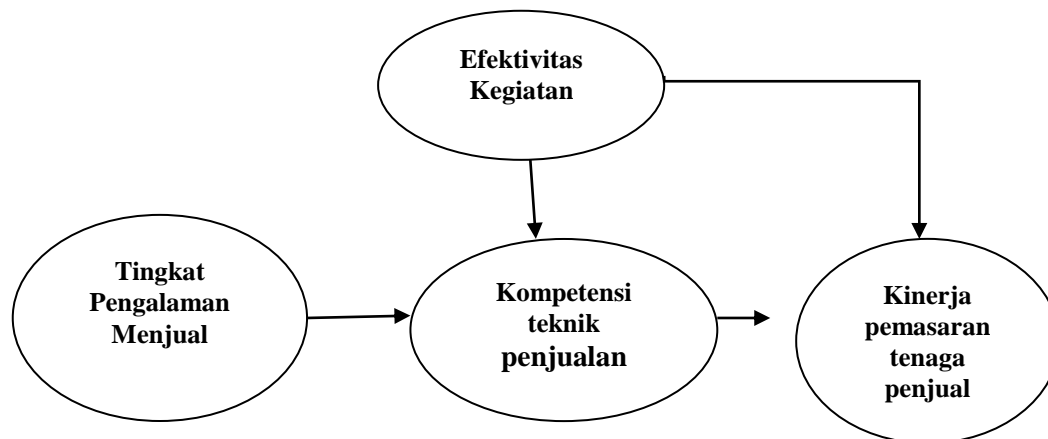 Efektivitas
Kegiatan
Tingkat
Pengalaman
Menjual
Kompetensi
teknik
penjualan
Kinerja
pemasaran
tenaga
penjual